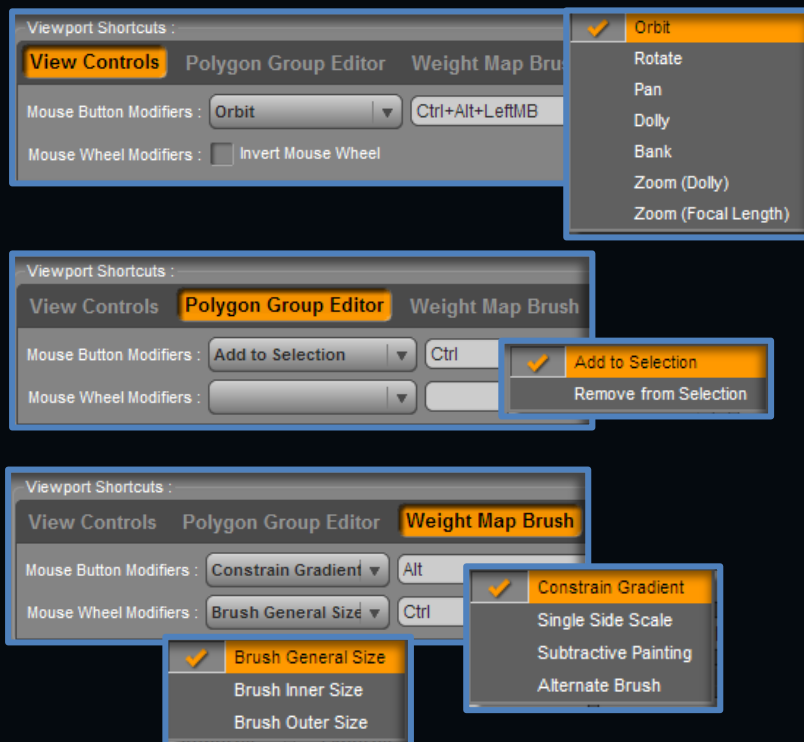 Viewport Shortcuts :
View Controls Polygon Group Editor Weight Map
Mouse Button Modifiers : Orbit Ctrl+Alt+LeftMB
Mouse Wheel Modifiers : Invert Mouse Wheel
Orbit
Rotate
Pan
Dolly
Bank
Zoom (Dolly)
Zoom (Focal Length)
Viewport Shortcuts :
View Controls Polygon Group Editor Weight Map Brush
Mouse Button Modifiers : Add to Selection Ctrl
Mouse Wheel Modifiers :
Add to Selection
Remove from Selection
Viewport Shortcuts :
View Controls Polygon Group Editor Weight Map Brush
Mouse Button Modifiers : Constrain Gradient Alt
Mouse Wheel Modifiers : Brush General Size Ctrl
Constrain Gradient
Single Side Scale
Subtractive Painting
Alternate Brush
Brush General Size
Brush Inner Size
Brush Outer Size